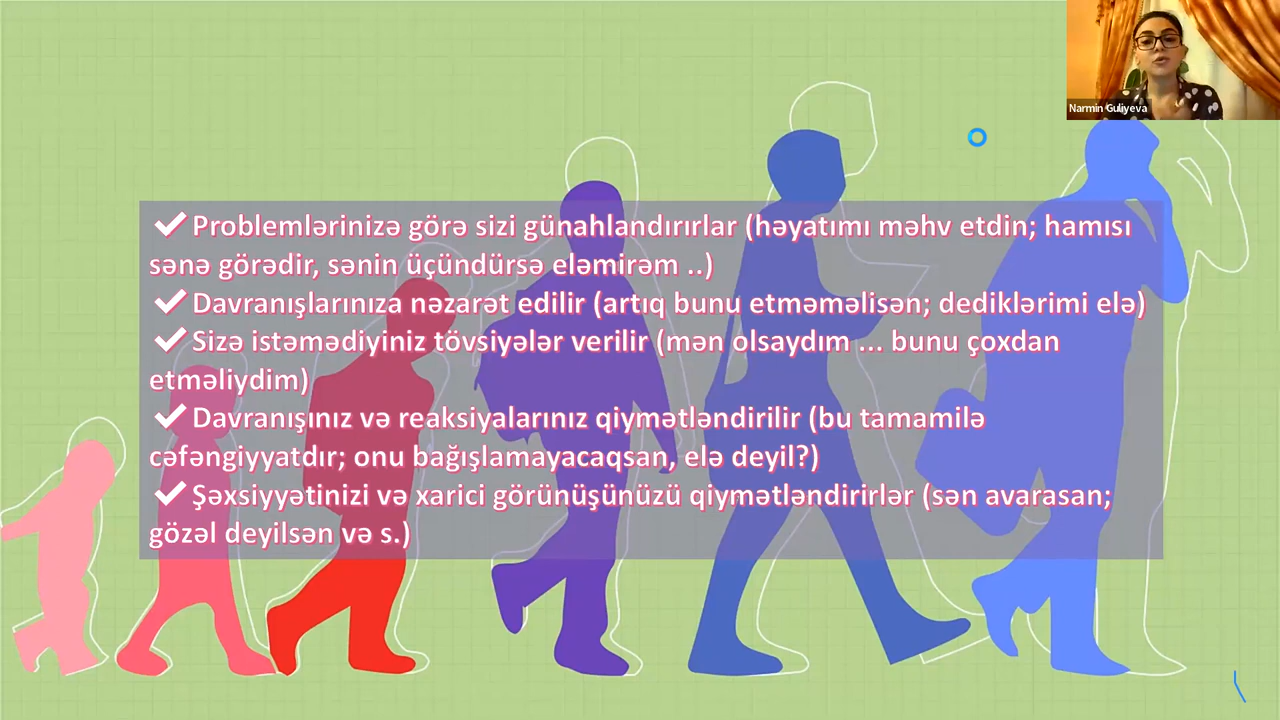 Narmin Guliyeva
✔Problemlərinizə görə sizi günahlandırırlar (həyatımı məhv etdin; hamısı
sənə görədir, sənin üçündürsə eləmirəm ..)
✔Davranışlarınıza nəzarət edilir (artıq bunu etməməlisən; dediklərimi elə)
✔Sizə istəmədiyiniz tövsiyələr verilir (mən olsaydım ... bunu çoxdan
etməliydim)
✔Davranışınız və reaksiyalarınız qiymətləndirilir (bu tamamilə
cəfəngiyyatdır; onu bağışlamayacaqsan, elə deyil?)
✔Şəxsiyyətinizi və xarici görünüşünüzü qiymətləndirirlər (sən avarasan;
gözəl deyilsən və s.)